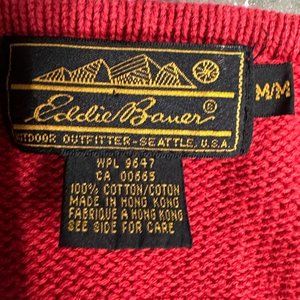 Eddie Bauer®
OUTDOOR OUTFITTER-SEATTLE, U.S.A.
M/M
WPL 9647
CA 00665
100% COTTON/COTON
MADE IN HONG KONG
FABRIQUE A HONG KONG
SEE SIDE FOR CARE